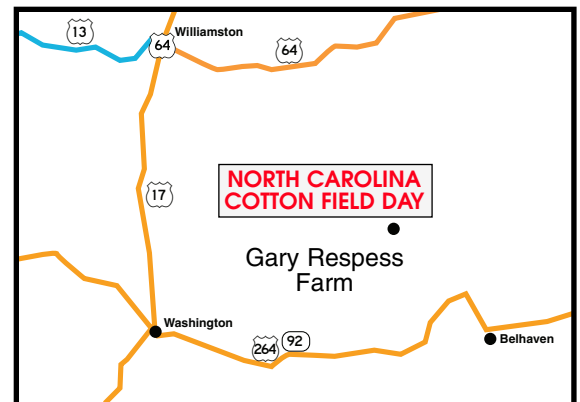 13
Williamston
64
64
17
NORTH CAROLINA
COTTON FIELD DAY
Gary Respess
Farm
Washington
264
92
Belhaven